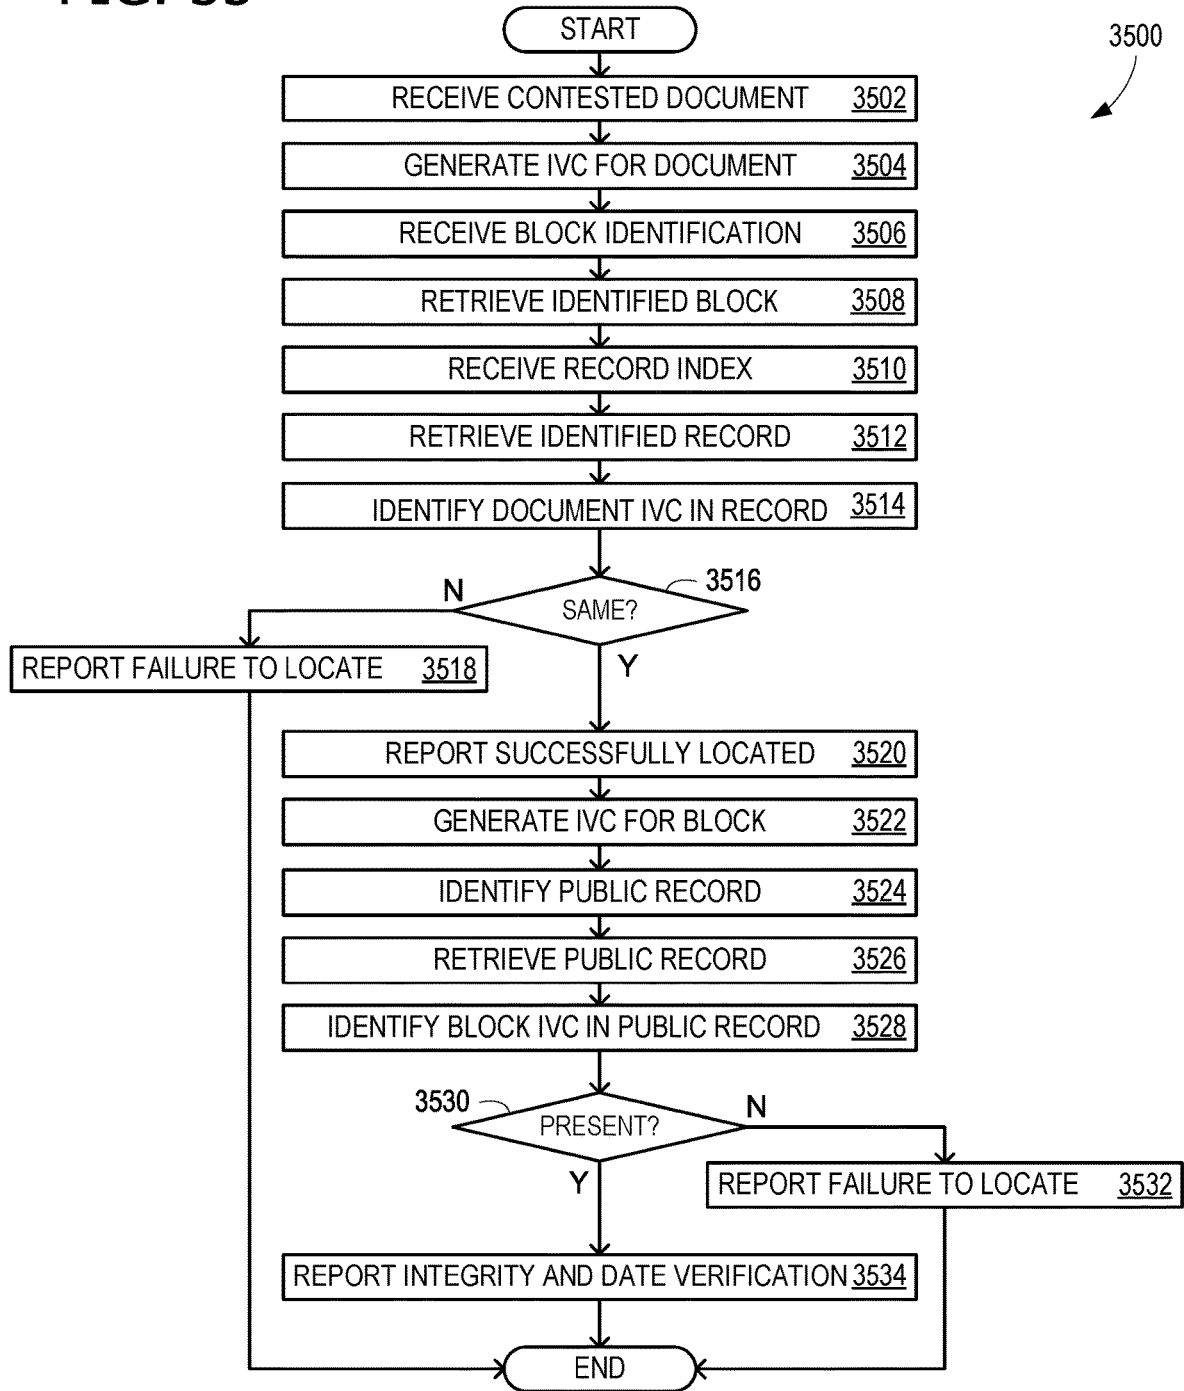 START
3500
RECEIVE CONTESTED DOCUMENT 3502
GENERATE IVC FOR DOCUMENT 3504
RECEIVE BLOCK IDENTIFICATION 3506
RETRIEVE IDENTIFIED BLOCK 3508
RECEIVE RECORD INDEX 3510
RETRIEVE IDENTIFIED RECORD 3512
IDENTIFY DOCUMENT IVC IN RECORD 3514
3516
N
SAME?
Y
REPORT FAILURE TO LOCATE 3518
REPORT SUCCESSFULLY LOCATED 3520
GENERATE IVC FOR BLOCK 3522
IDENTIFY PUBLIC RECORD 3524
RETRIEVE PUBLIC RECORD 3526
IDENTIFY BLOCK IVC IN PUBLIC RECORD 3528
3530
PRESENT?
N
Y
REPORT FAILURE TO LOCATE 3532
REPORT INTEGRITY AND DATE VERIFICATION 3534
END